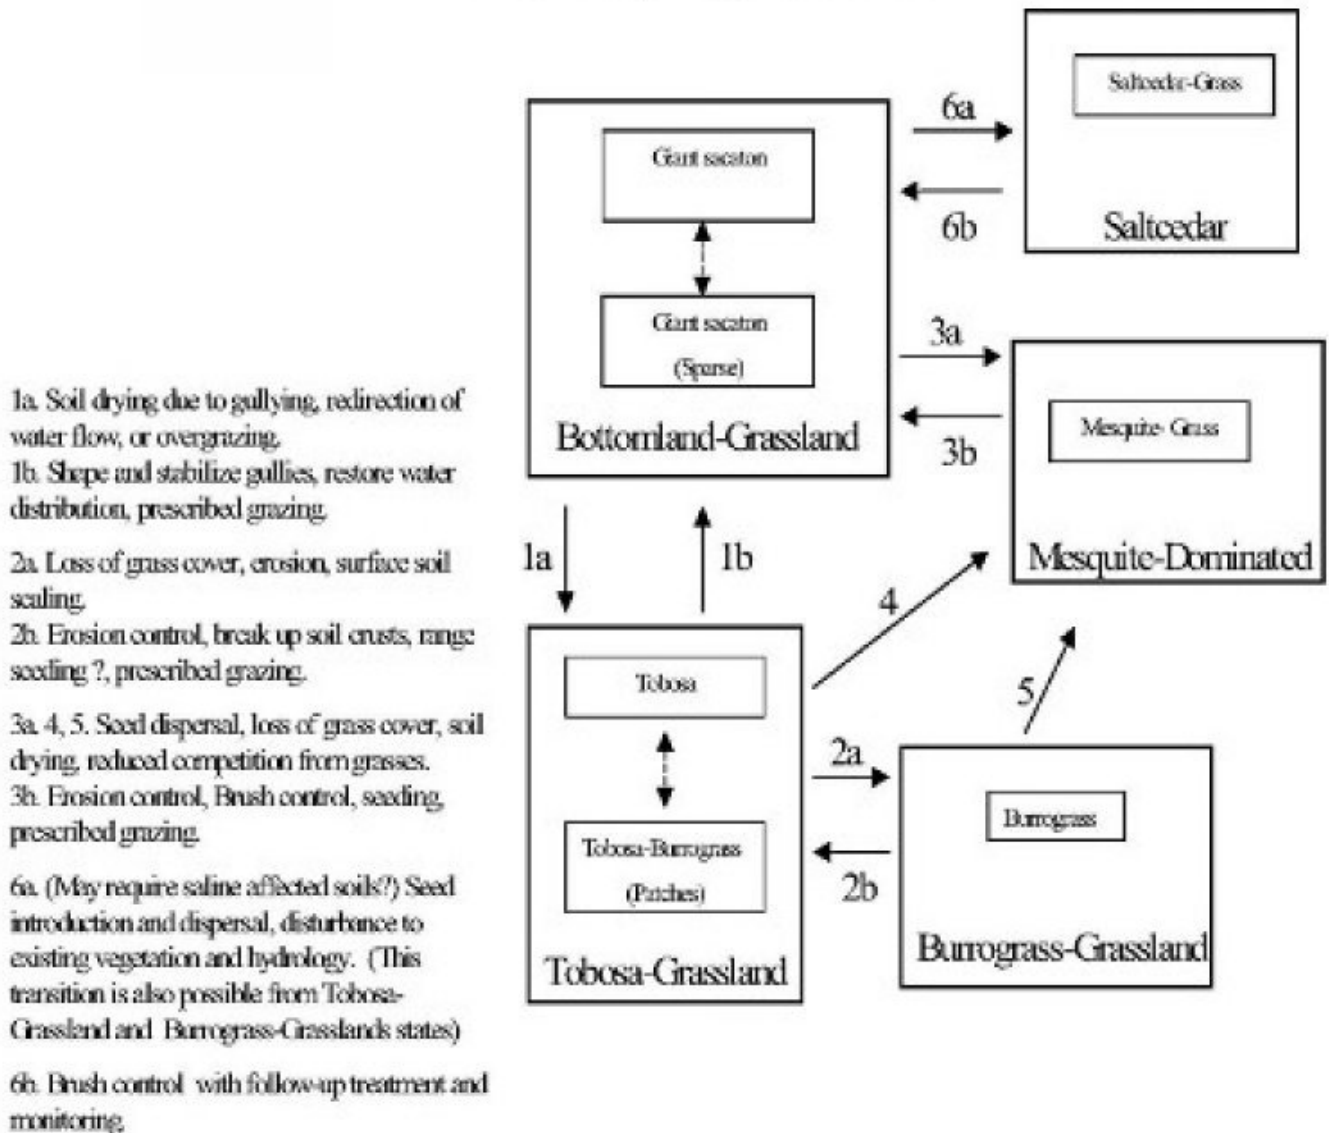 1a. Soil drying due to gullying, redirection of
water flow, or overgrazing.
1b. Shape and stabilize gullies, restore water
distribution, prescribed grazing.
2a. Loss of grass cover, erosion, surface soil
sealing.
2b. Erosion control, break up soil crusts, range
seeding ?, prescribed grazing.
3a. 4, 5. Seed dispersal, loss of grass cover, soil
drying, reduced competition from grasses.
3b. Erosion control, Brush control, seeding,
prescribed grazing.
6a. (May require saline affected soils?) Seed
introduction and dispersal, disturbance to
existing vegetation and hydrology. (This
transition is also possible from Tobosa-
Grassland and Burrograss-Grasslands states)
6b. Brush control with follow-up treatment and
monitoring.
Giant sacaton
Giant sacaton
(Sparse)
Bottomland-Grassland
6a
6b
Saltcedar-Grass
Saltcedar
3a
3b
Mesquite- Grass
Mesquite-Dominated
1a
1b
4
5
Tobosa
Tobosa-Burrograss
(Patches)
Tobosa-Grassland
2a
2b
Burrograss
Burrograss-Grassland